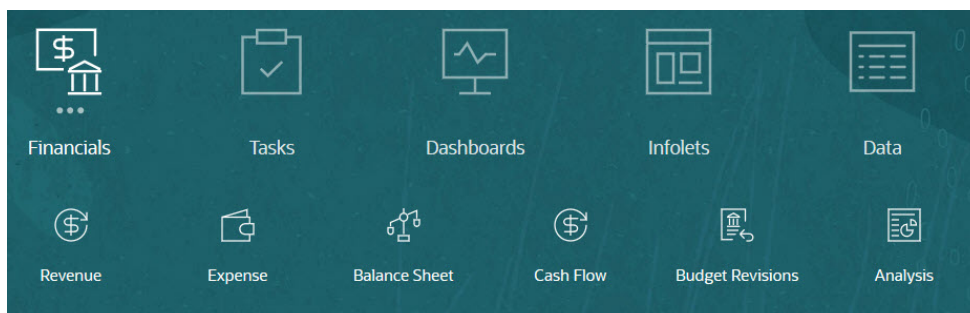 Financials Tasks Dashboards Infolets Data
Revenue Expense Balance Sheet Cash Flow Budget Revisions Analysis